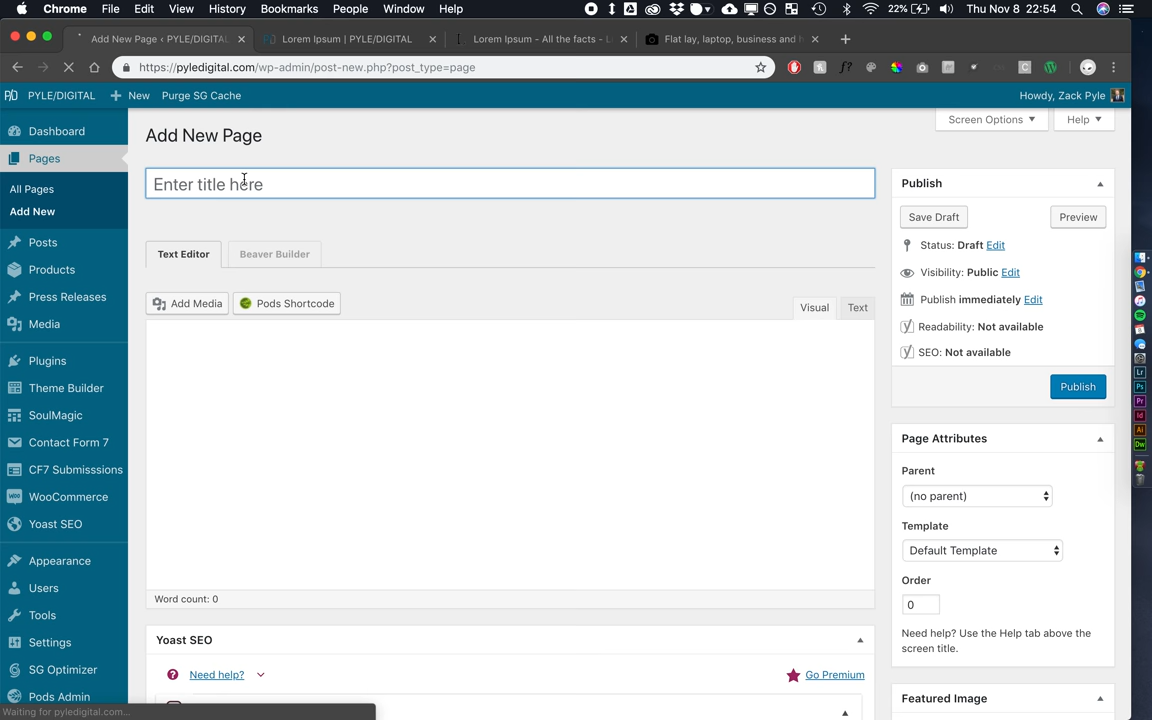 Chrome File Edit View History Bookmarks People Window Help 22% Thu Nov 8 22:54
Add New Page ‹ PYLE/DIGITAL Lorem Ipsum | PYLE/DIGITAL Lorem Ipsum - All the facts - L Flat lay, laptop, business and h
https://pyledigital.com/wp-admin/post-new.php?post_type=page
PYLE/DIGITAL New Purge SG Cache Howdy, Zack Pyle
Screen Options Help
Add New Page
Dashboard
Pages
All Pages
Add New
Posts
Products
Press Releases
Media
Plugins
Theme Builder
SoulMagic
Contact Form 7
CF7 Submisssions
WooCommerce
Yoast SEO
Appearance
Users
Tools
Settings
SG Optimizer
Pods Admin
Waiting for pyledigital.com...
Enter title here
Text Editor Beaver Builder
Add Media Pods Shortcode
Visual Text
Word count: 0
Yoast SEO
Need help? Go Premium
Publish
Save Draft Preview
Status: Draft Edit
Visibility: Public Edit
Publish immediately Edit
Readability: Not available
SEO: Not available
Publish
Page Attributes
Parent
(no parent)
Template
Default Template
Order
0
Need help? Use the Help tab above the
screen title.
Featured Image
Lr
Ps
Pr
Id
Ai
Dw